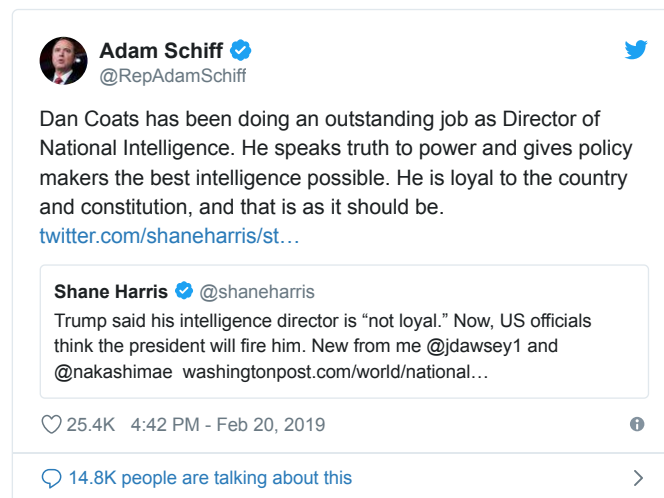 Adam Schiff
@RepAdamSchiff
Dan Coats has been doing an outstanding job as Director of
National Intelligence. He speaks truth to power and gives policy
makers the best intelligence possible. He is loyal to the country
and constitution, and that is as it should be.
twitter.com/shaneharris/st…
Shane Harris @shaneharris
Trump said his intelligence director is “not loyal.” Now, US officials
think the president will fire him. New from me @jdawsey1 and
@nakashimae washingtonpost.com/world/national…
25.4K 4:42 PM - Feb 20, 2019
14.8K people are talking about this